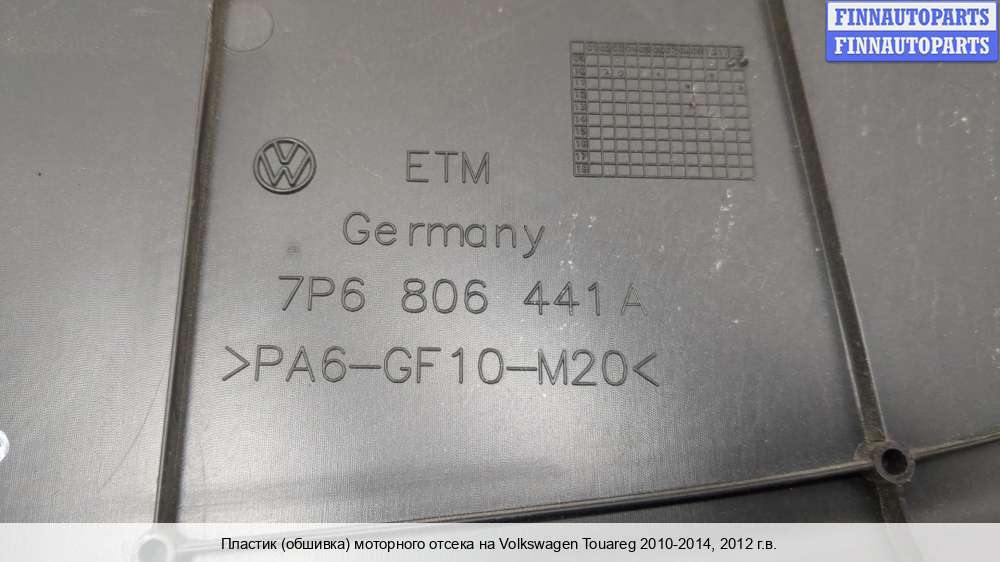 FINNAUTOPARTS
FINNAUTOPARTS
ETM
Germany
7P6 806 441 A
>PA6-GF10-M20<
Пластик (обшивка) моторного отсека на Volkswagen Touareg 2010-2014, 2012 г.в.